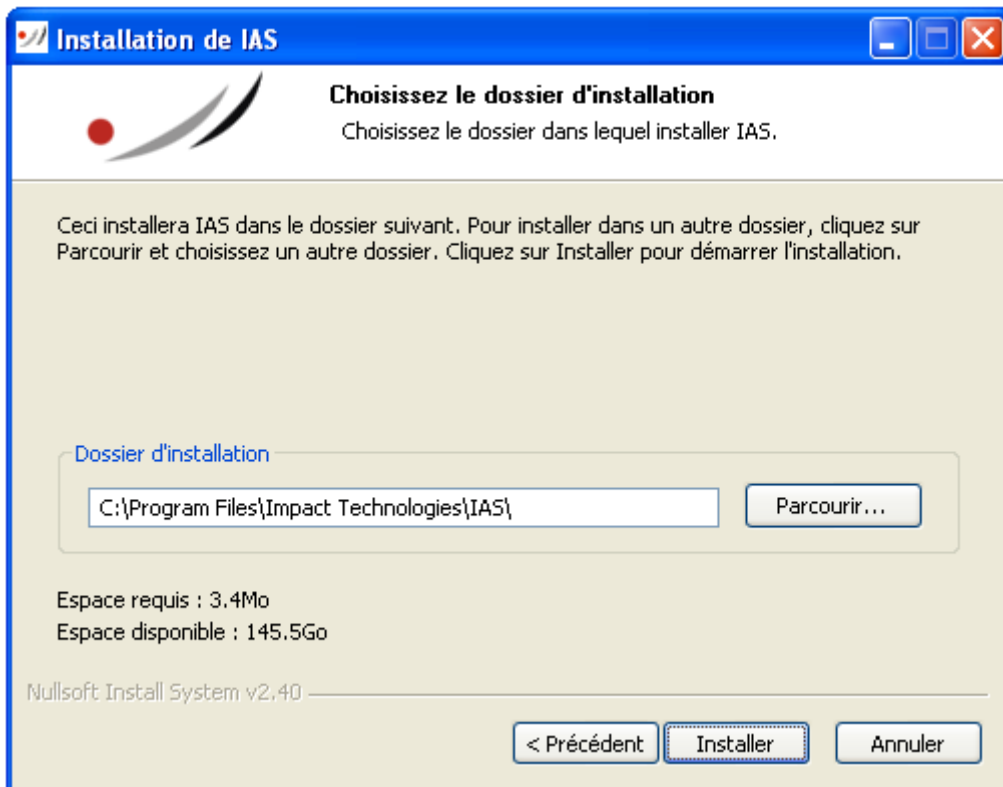 Installation de IAS
Choisissez le dossier d'installation
Choisissez le dossier dans lequel installer IAS.
Ceci installera IAS dans le dossier suivant. Pour installer dans un autre dossier, cliquez sur
Parcourir et choisissez un autre dossier. Cliquez sur Installer pour démarrer l'installation.
Dossier d'installation
C:\Program Files\Impact Technologies\IAS\
Parcourir...
Espace requis : 3.4Mo
Espace disponible : 145.5Go
Nullsoft Install System v2.40
< Précédent
Installer
Annuler